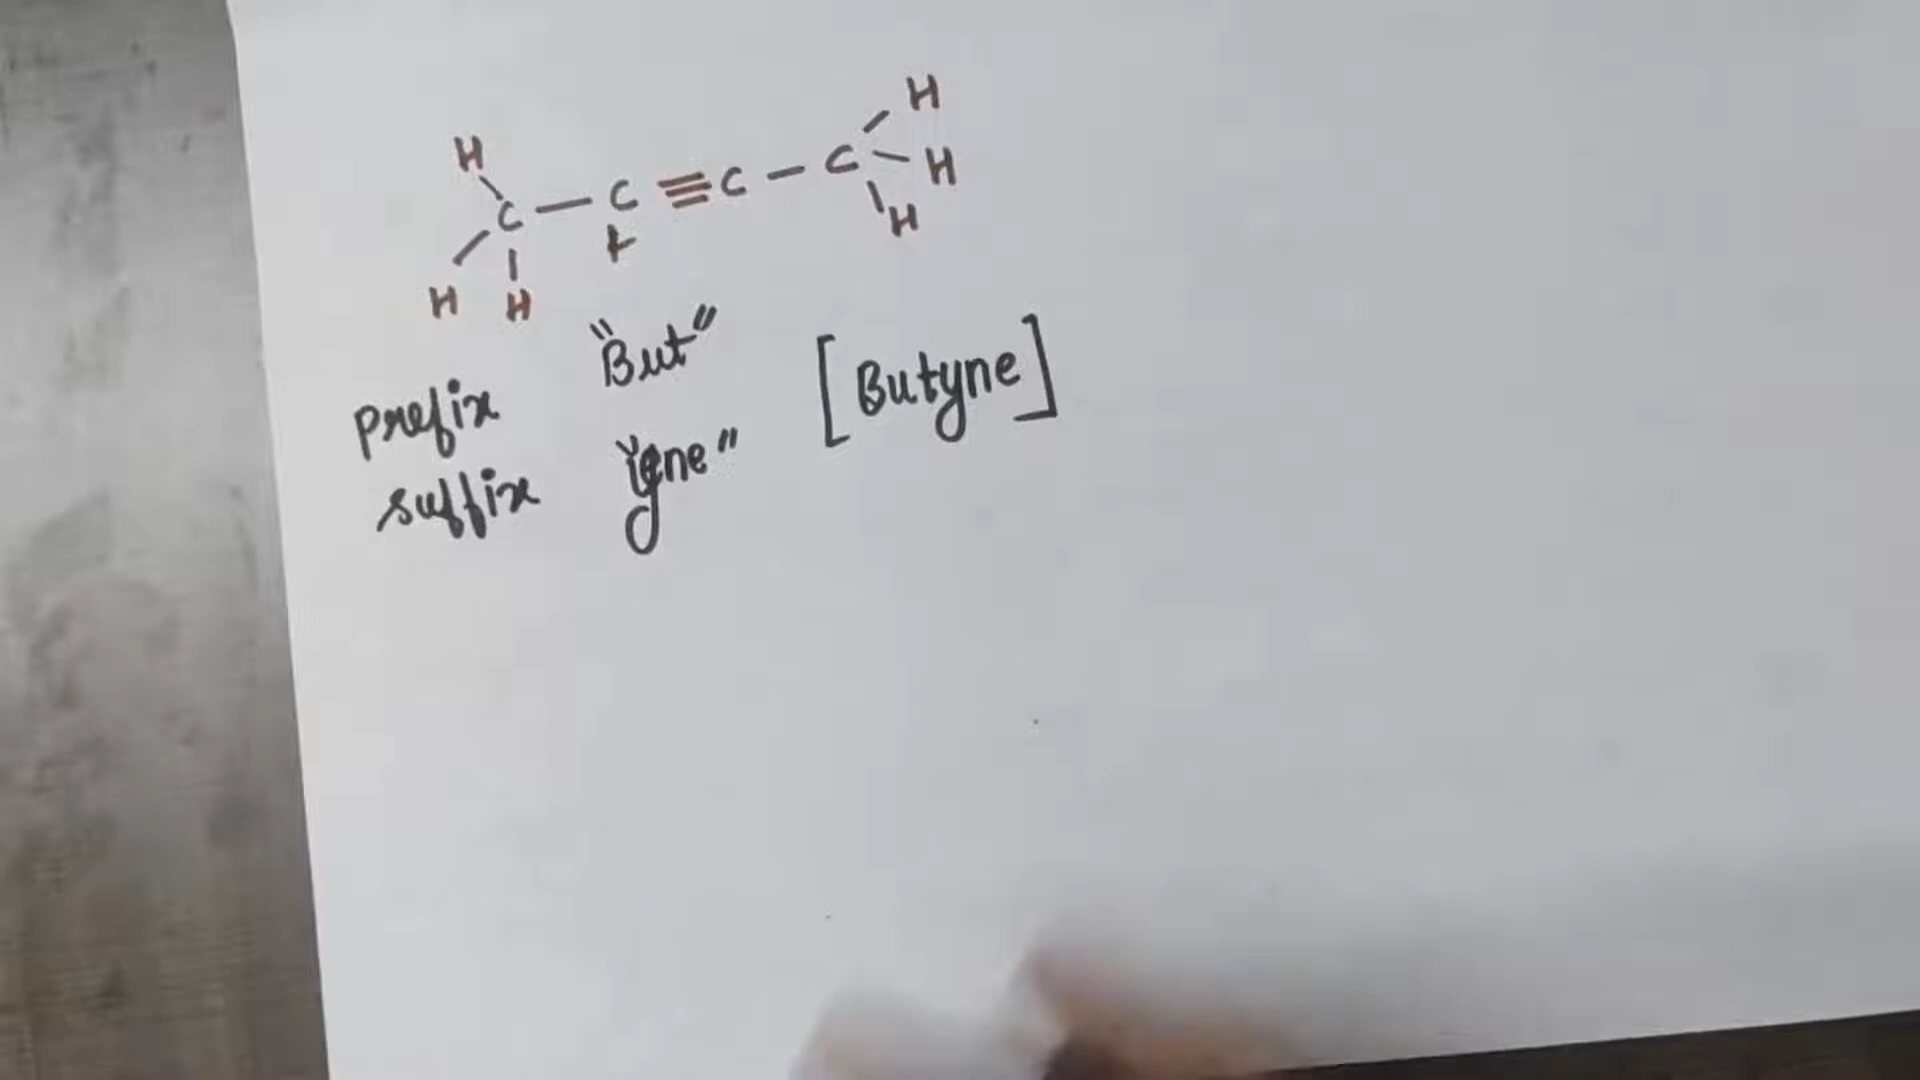 H
H
C — C ≡ C — C — H
H H H
prefix "But" [Butyne]
suffix "yne"